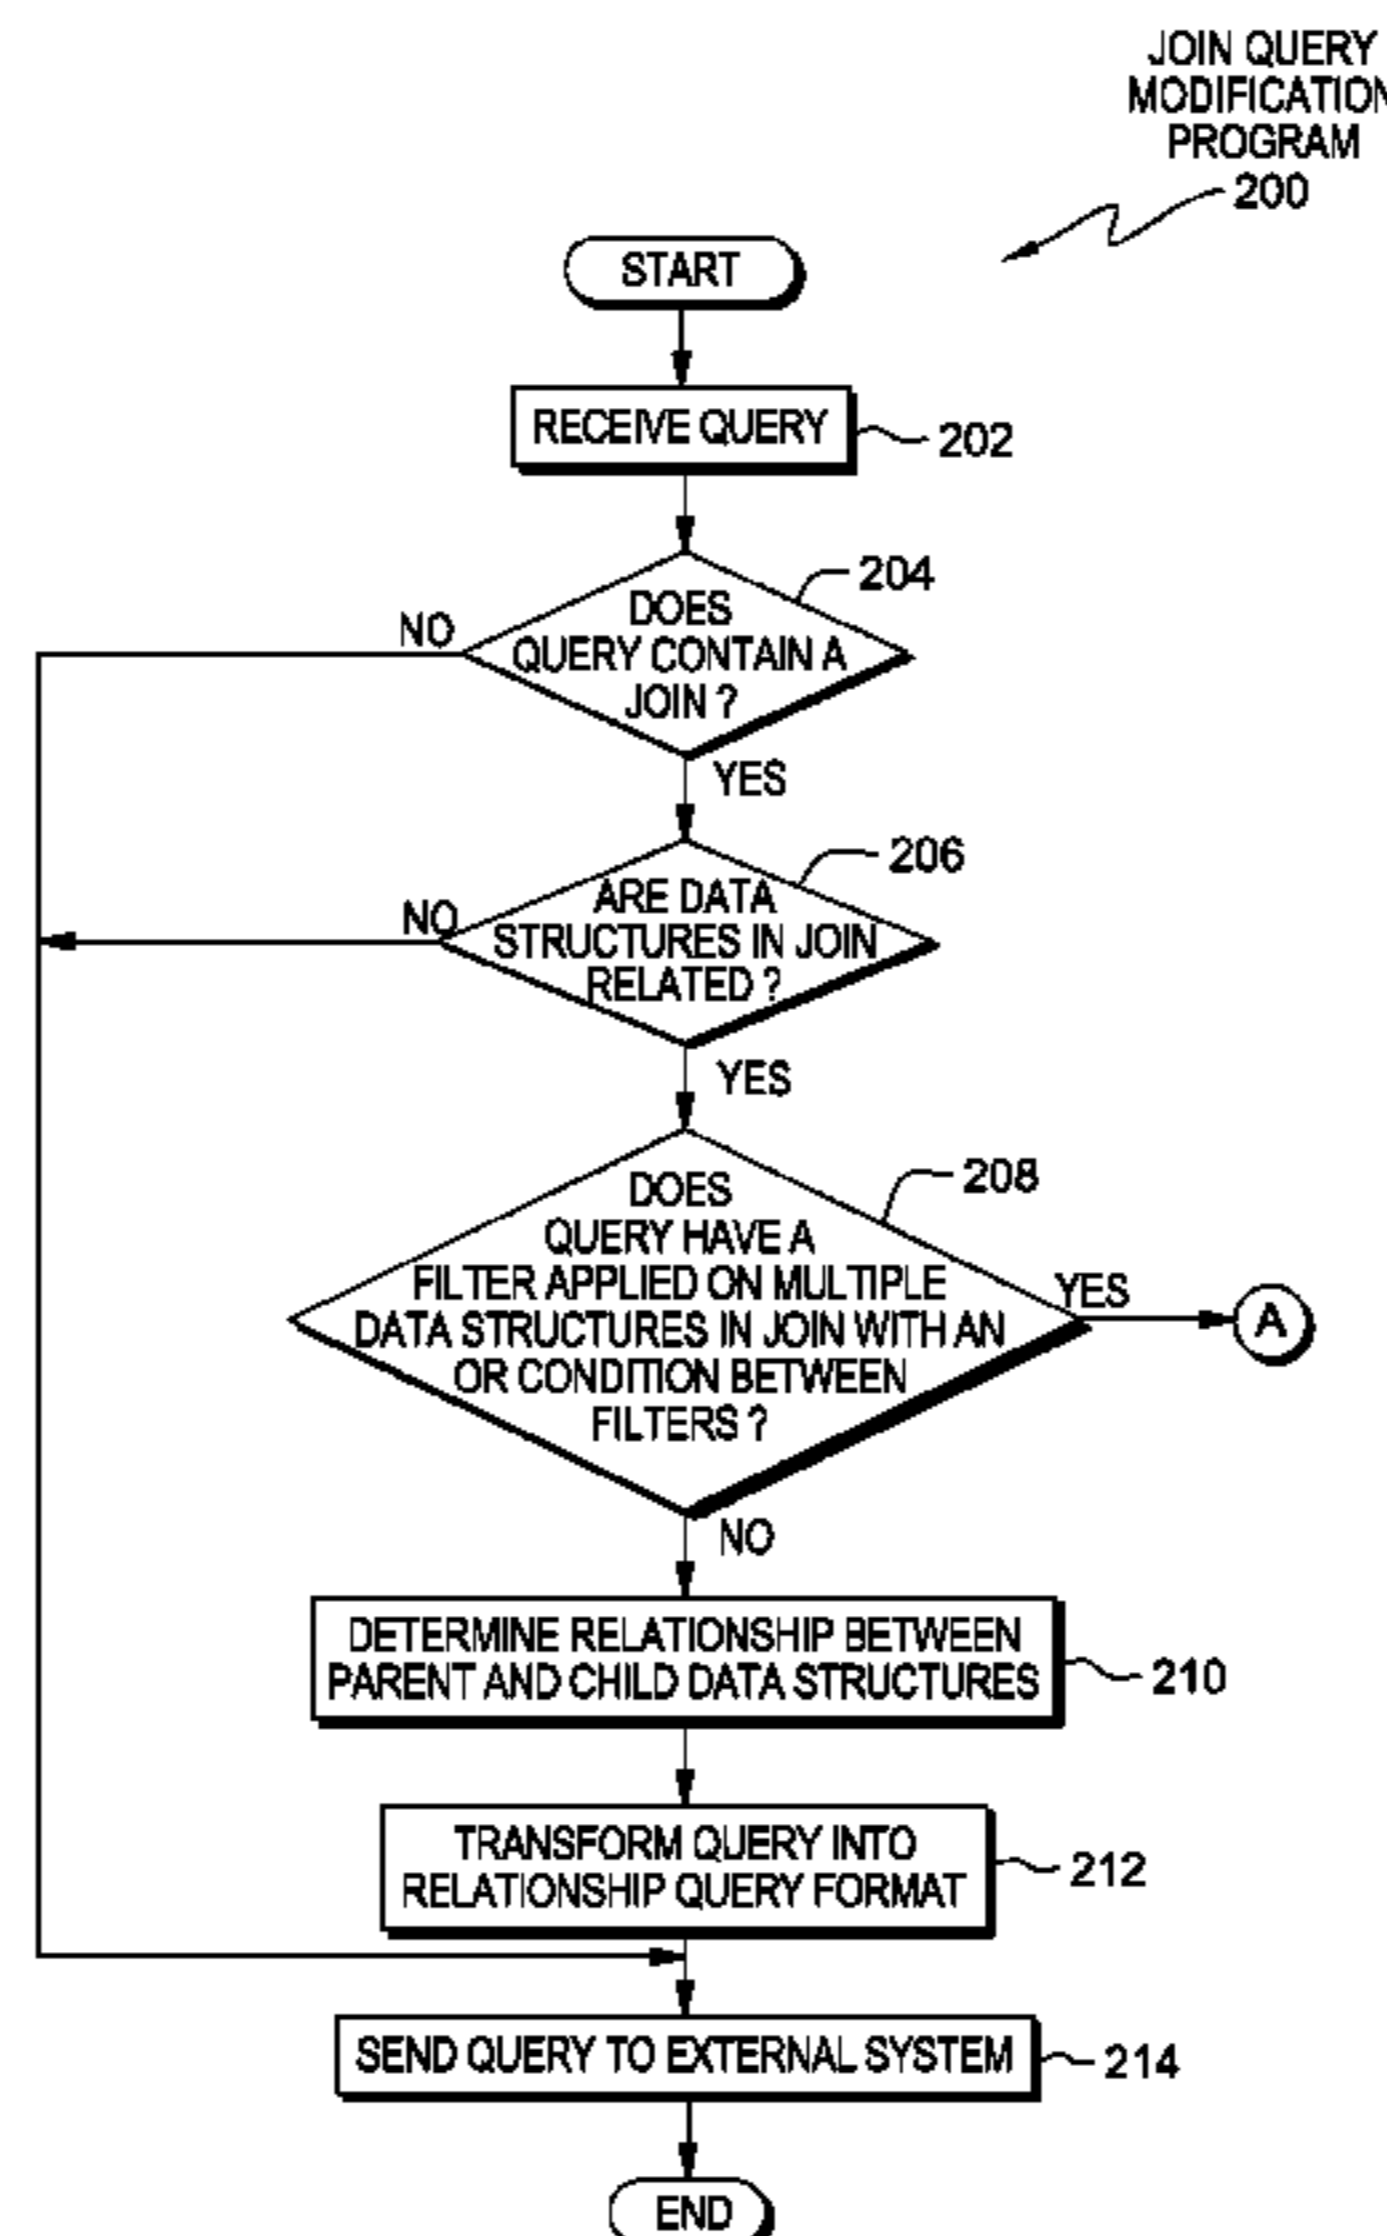 JOIN QUERY
MODIFICATION
PROGRAM
200
START
RECEIVE QUERY
202
204
DOES
QUERY CONTAIN A
JOIN ?
NO
YES
206
ARE DATA
STRUCTURES IN JOIN
RELATED ?
NO
YES
208
DOES
QUERY HAVE A
FILTER APPLIED ON MULTIPLE
DATA STRUCTURES IN JOIN WITH AN
OR CONDITION BETWEEN
FILTERS ?
YES
A
NO
DETERMINE RELATIONSHIP BETWEEN
PARENT AND CHILD DATA STRUCTURES
210
TRANSFORM QUERY INTO
RELATIONSHIP QUERY FORMAT
212
SEND QUERY TO EXTERNAL SYSTEM
214
END